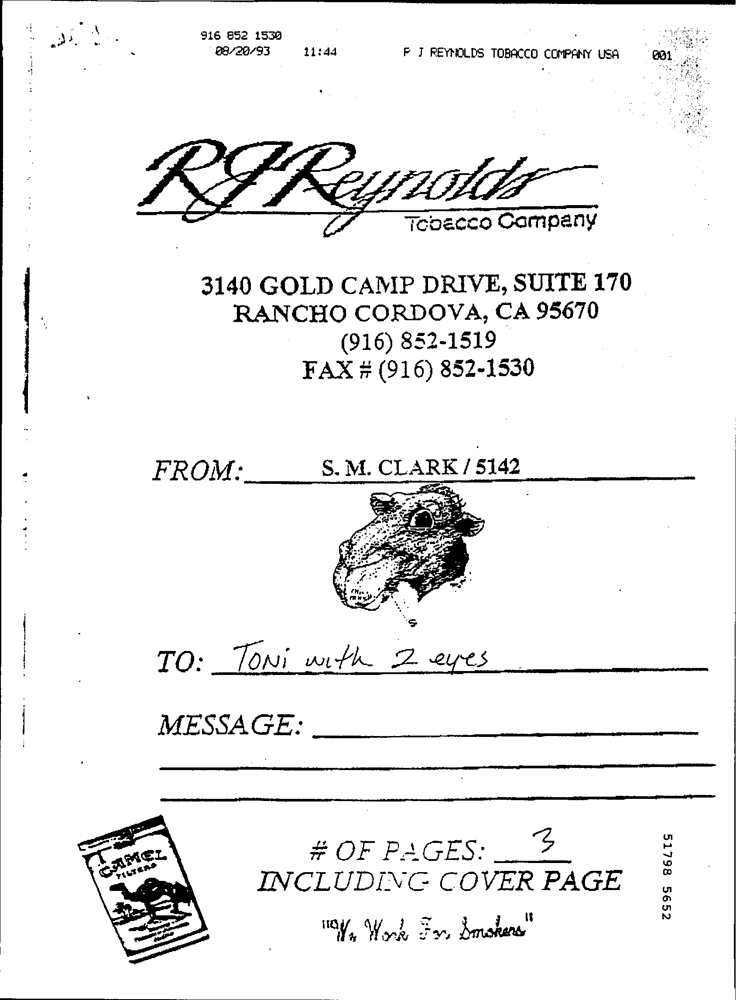 916 852 1530
08/20/93 11:44 P J REYNOLDS TOBACCO COMPANY USA 001
RJReynolds
Tobacco Company
3140 GOLD CAMP DRIVE, SUITE 170
RANCHO CORDOVA, CA 95670
(916) 852-1519
FAX # (916) 852-1530
FROM: S. M. CLARK / 5142
TO: Toni with 2 eyes
MESSAGE:
CAMEL
FILTERS
# OF PAGES: 3
INCLUDING COVER PAGE
"We Work For Smokers"
51798 5652